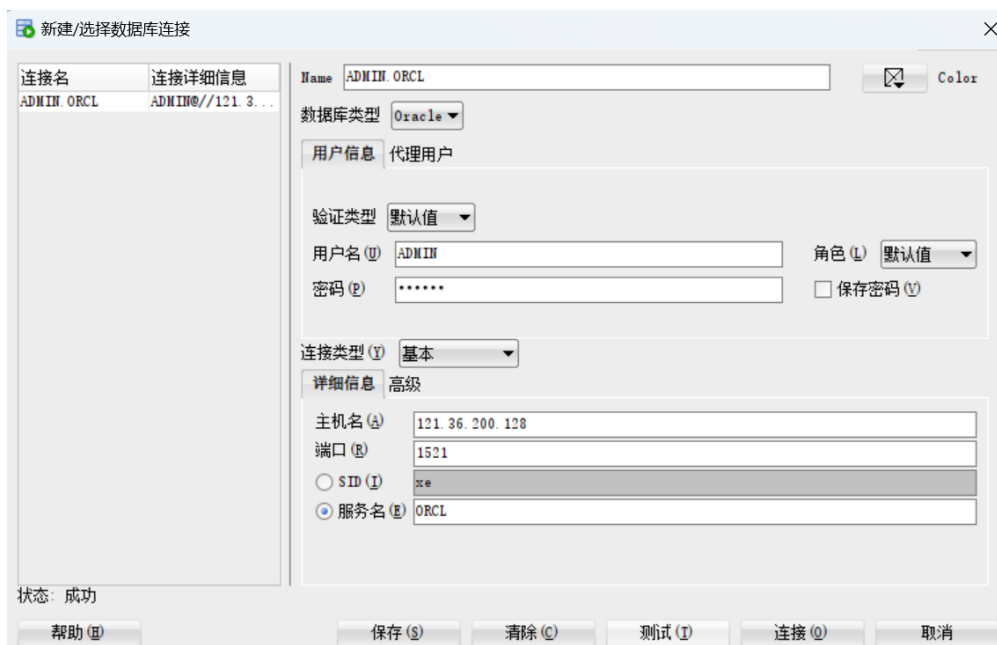 新建/选择数据库连接
连接名 连接详细信息
ADMIN.ORCL ADMIN@//121.3...
Name ADMIN.ORCL Color
数据库类型 Oracle
用户信息 代理用户
验证类型 默认值
用户名(U) ADMIN 角色(L) 默认值
密码(P) •••••• 保存密码(V)
连接类型(Y) 基本
详细信息 高级
主机名(A) 121.36.200.128
端口(R) 1521
SID(I) xe
服务名(E) ORCL
状态: 成功
帮助(H) 保存(S) 清除(C) 测试(T) 连接(O) 取消